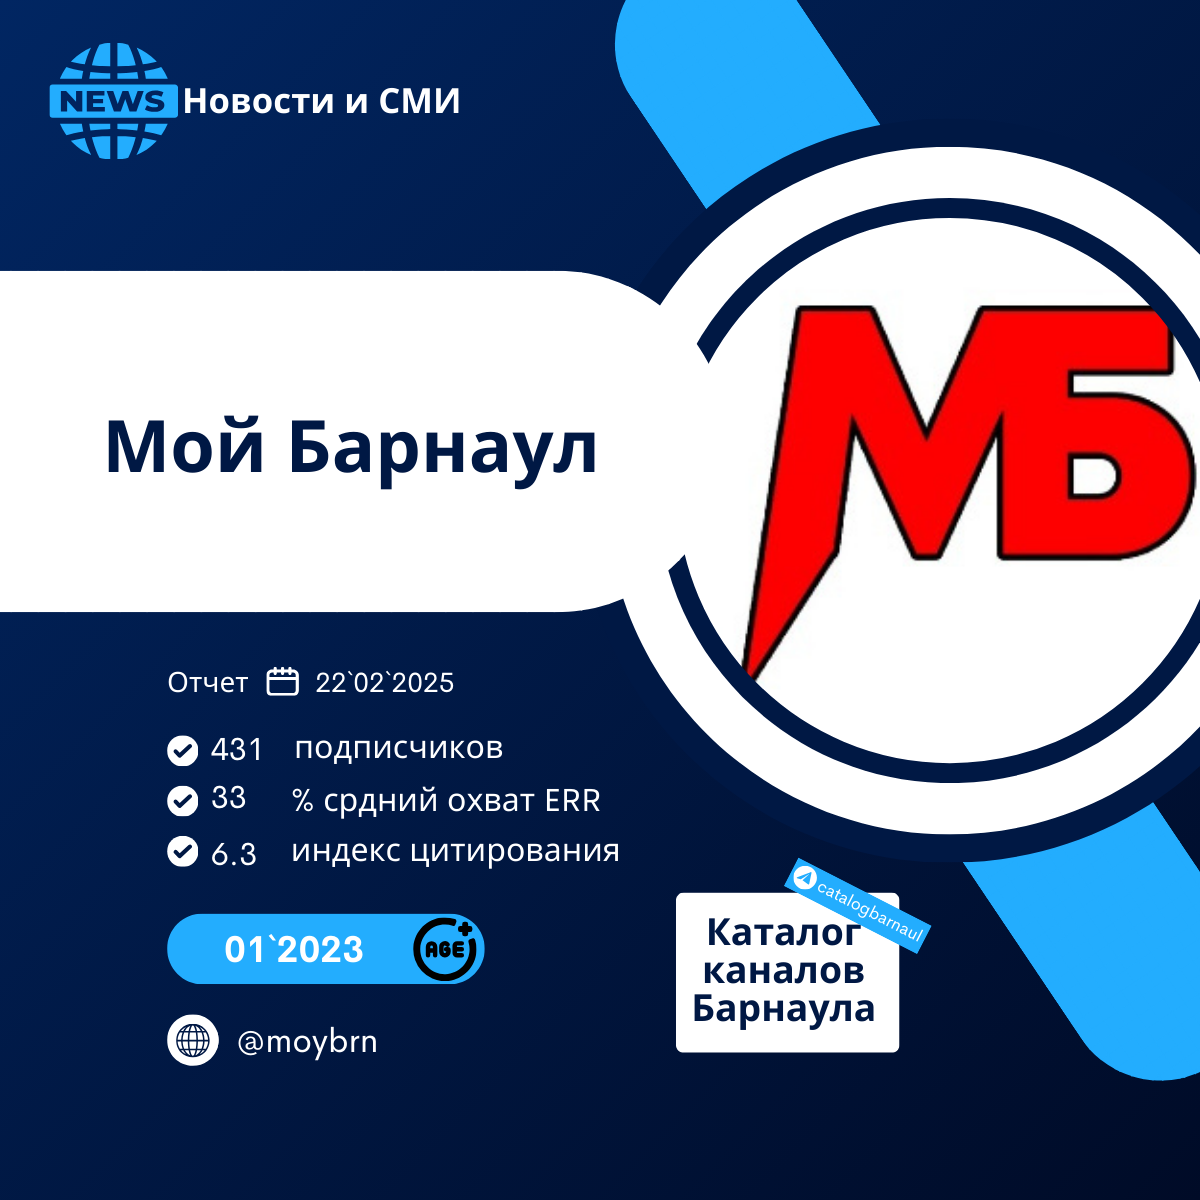 NEWS Новости и СМИ
МБ
Мой Барнаул
Отчет 22`02`2025
431 подписчиков
33 % срдний охват ERR
6.3 индекс цитирования
01`2023 AGE+
@moybrn
catalogbarnaul
Каталог
каналов
Барнаула